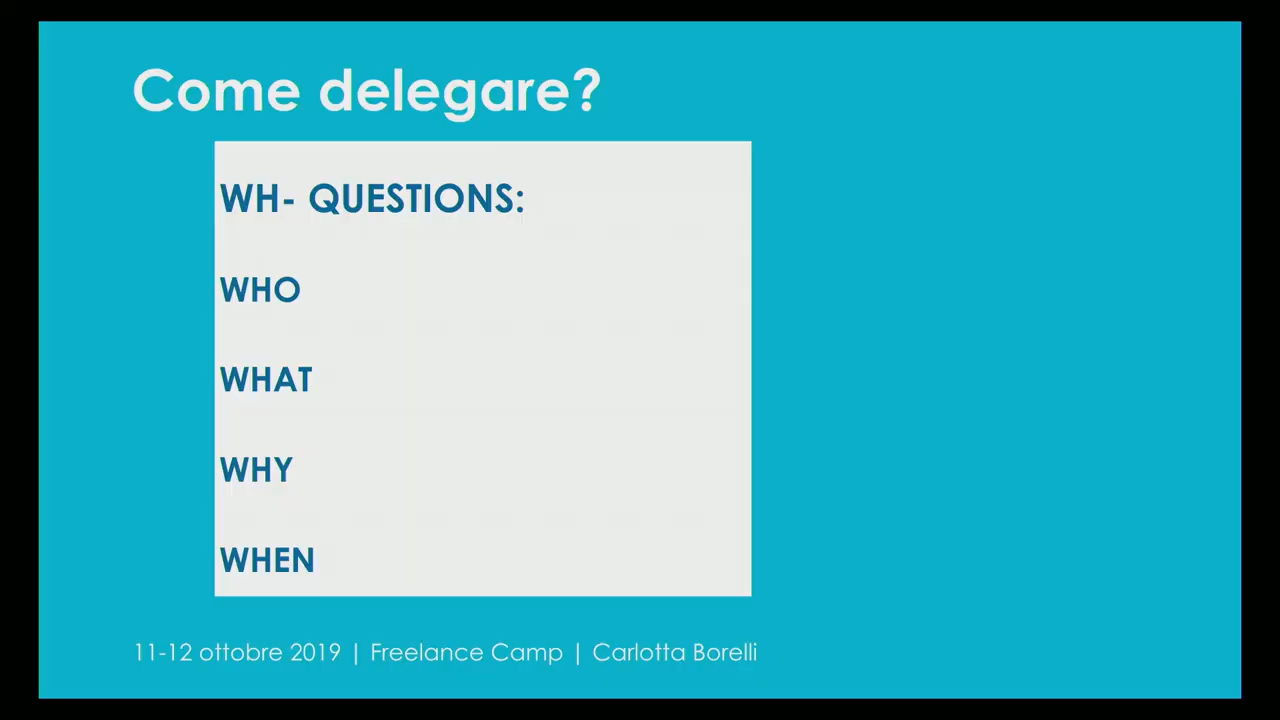 Come delegare?
WH- QUESTIONS:
WHO
WHAT
WHY
WHEN
11-12 ottobre 2019 | Freelance Camp | Carlotta Borelli